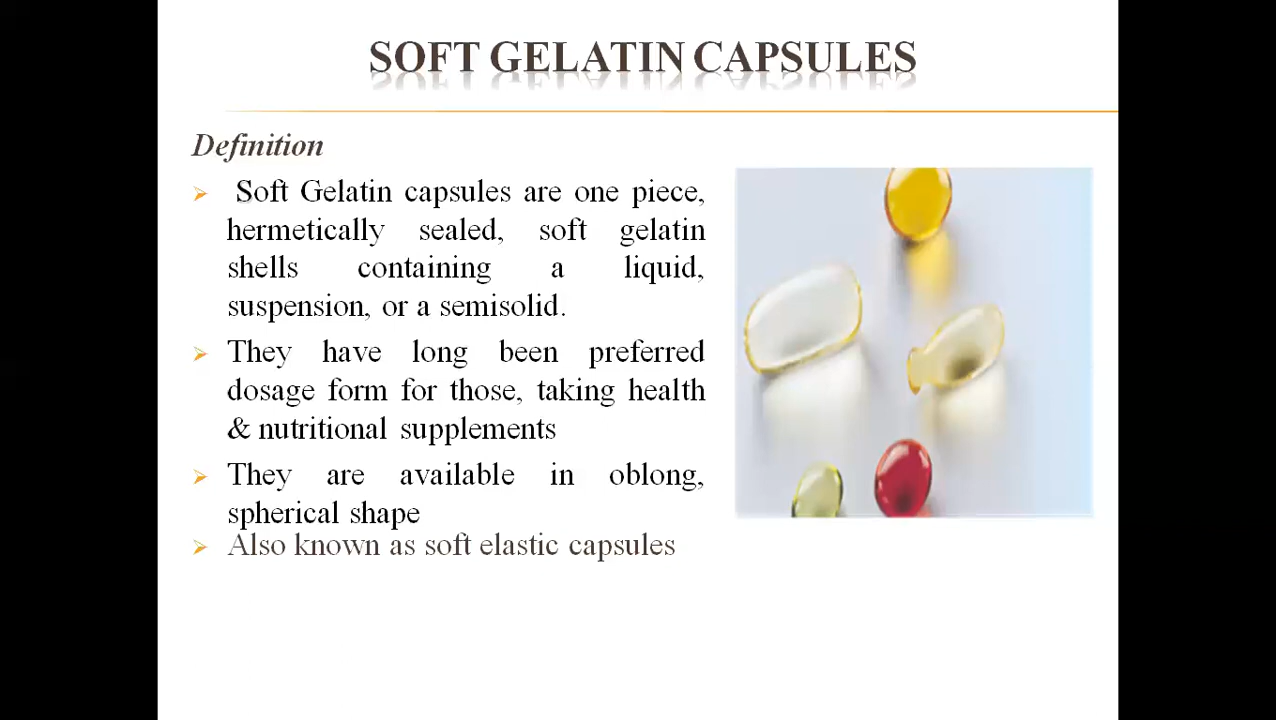 SOFT GELATIN CAPSULES
Definition
Soft Gelatin capsules are one piece,
hermetically sealed, soft gelatin
shells containing a liquid,
suspension, or a semisolid.
They have long been preferred
dosage form for those, taking health
& nutritional supplements
They are available in oblong,
spherical shape
Also known as soft elastic capsules